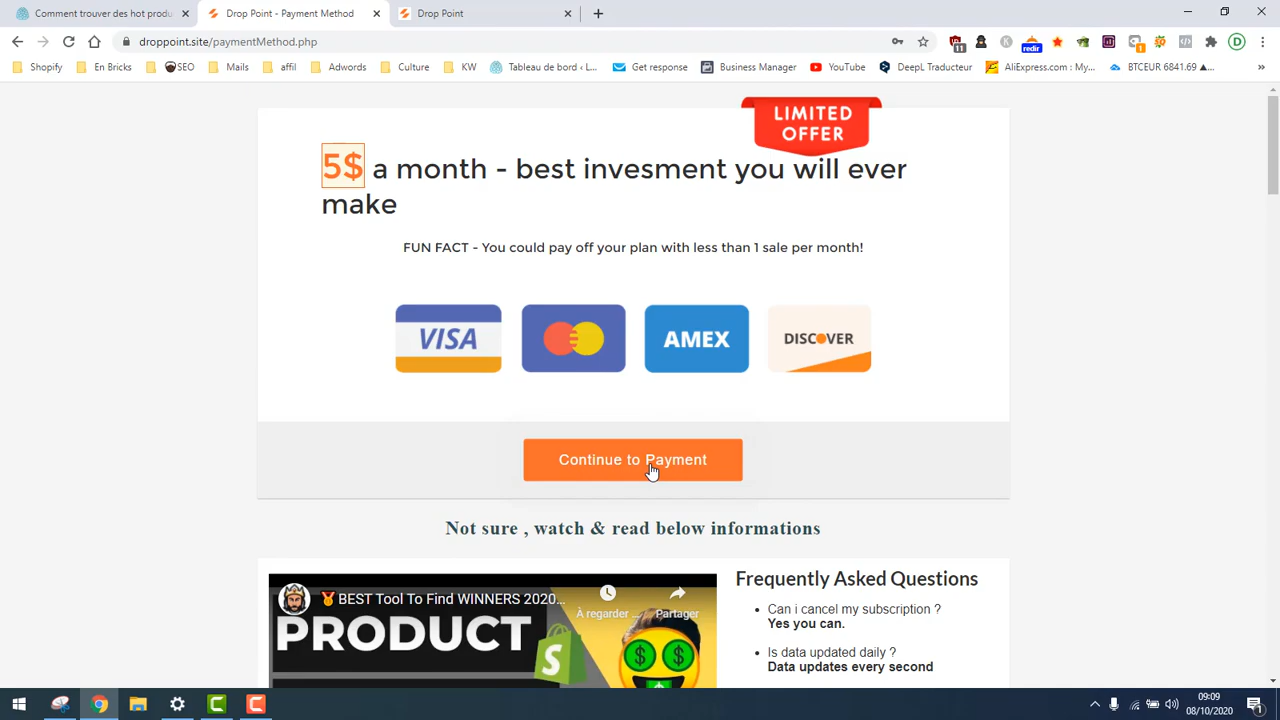 Comment trouver des hot produ
Drop Point - Payment Method
Drop Point
droppoint.site/paymentMethod.php
11
redir
1
D
Shopify
En Bricks
SEO
Mails
affil
Adwords
Culture
KW
Tableau de bord ‹ L...
Get response
Business Manager
YouTube
DeepL Traducteur
AliExpress.com : My...
BTCEUR 6841.69 ▲...
»
LIMITED
OFFER
5$ a month - best invesment you will ever
make
FUN FACT - You could pay off your plan with less than 1 sale per month!
VISA
AMEX
DISCOVER
Continue to Payment
Not sure , watch & read below informations
🏅BEST Tool To Find WINNERS 2020...
À regarder ...
Partager
PRODUCT
S
$ $
Frequently Asked Questions
• Can i cancel my subscription ?
Yes you can.
• Is data updated daily ?
Data updates every second
09:09
08/10/2020
1